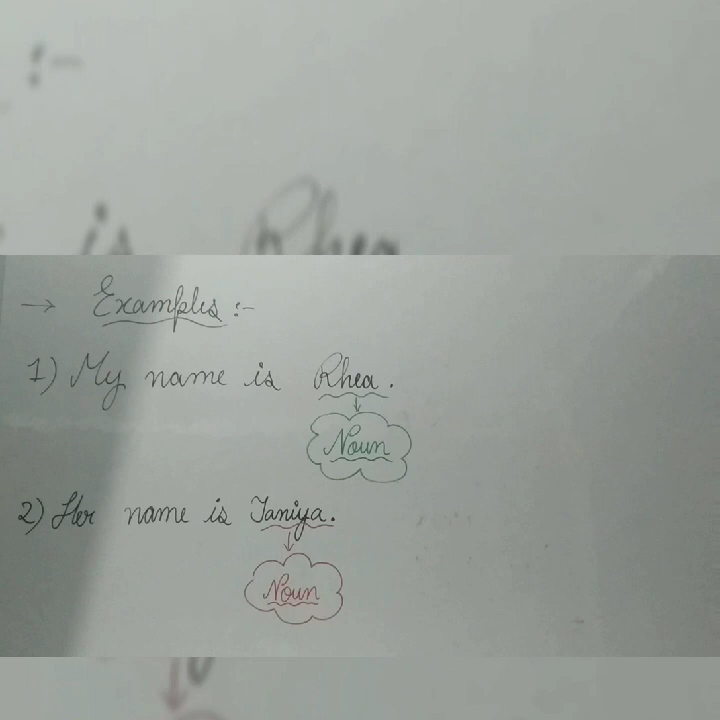 → Examples :-
1) My name is Rhea.
Noun
2) Her name is Taniya.
Noun